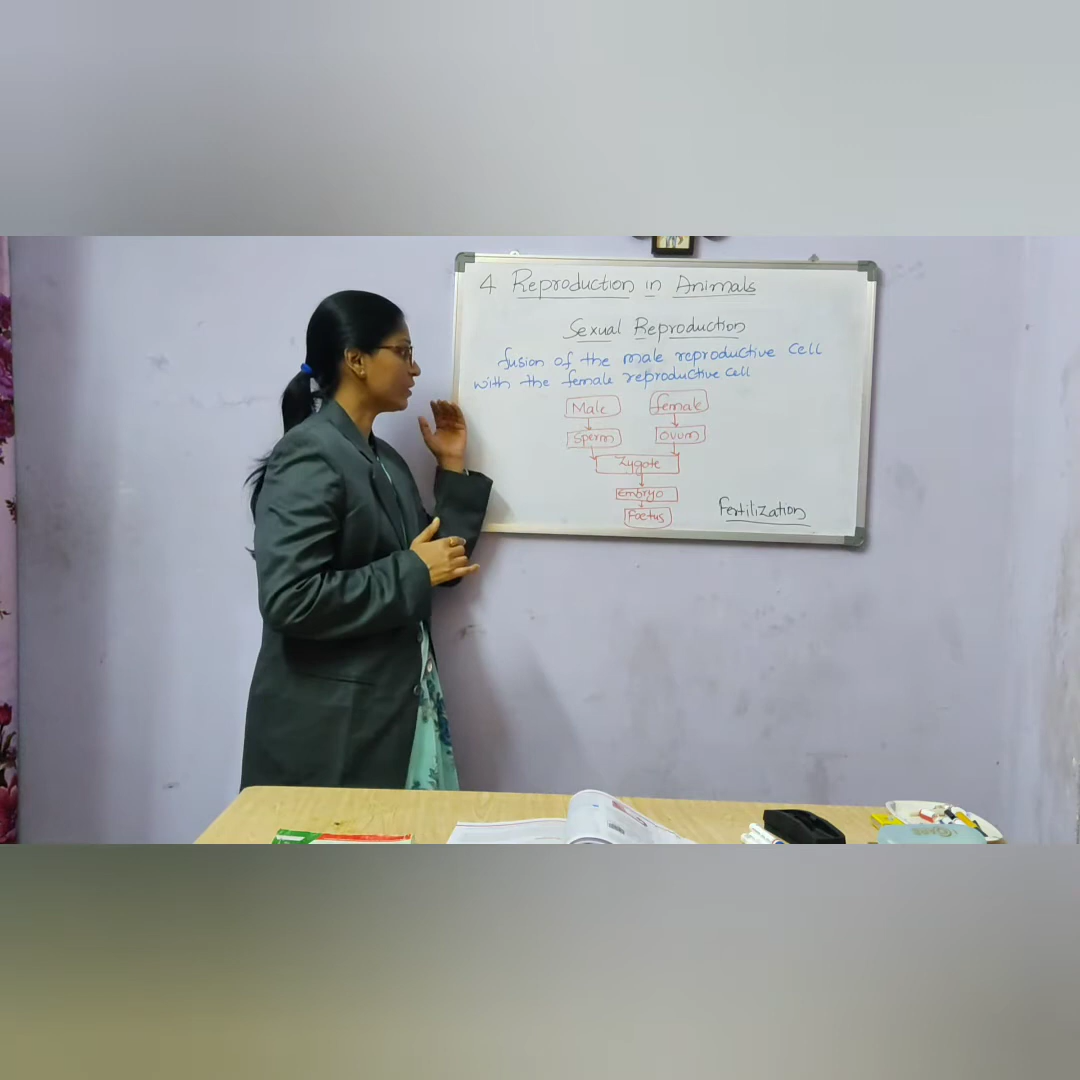 4 Reproduction in Animals
Sexual Reproduction
fusion of the male reproductive cell
with the female reproductive cell
Male female
Sperm Ovum
Zygote
embryo
Foetus
Fertilization